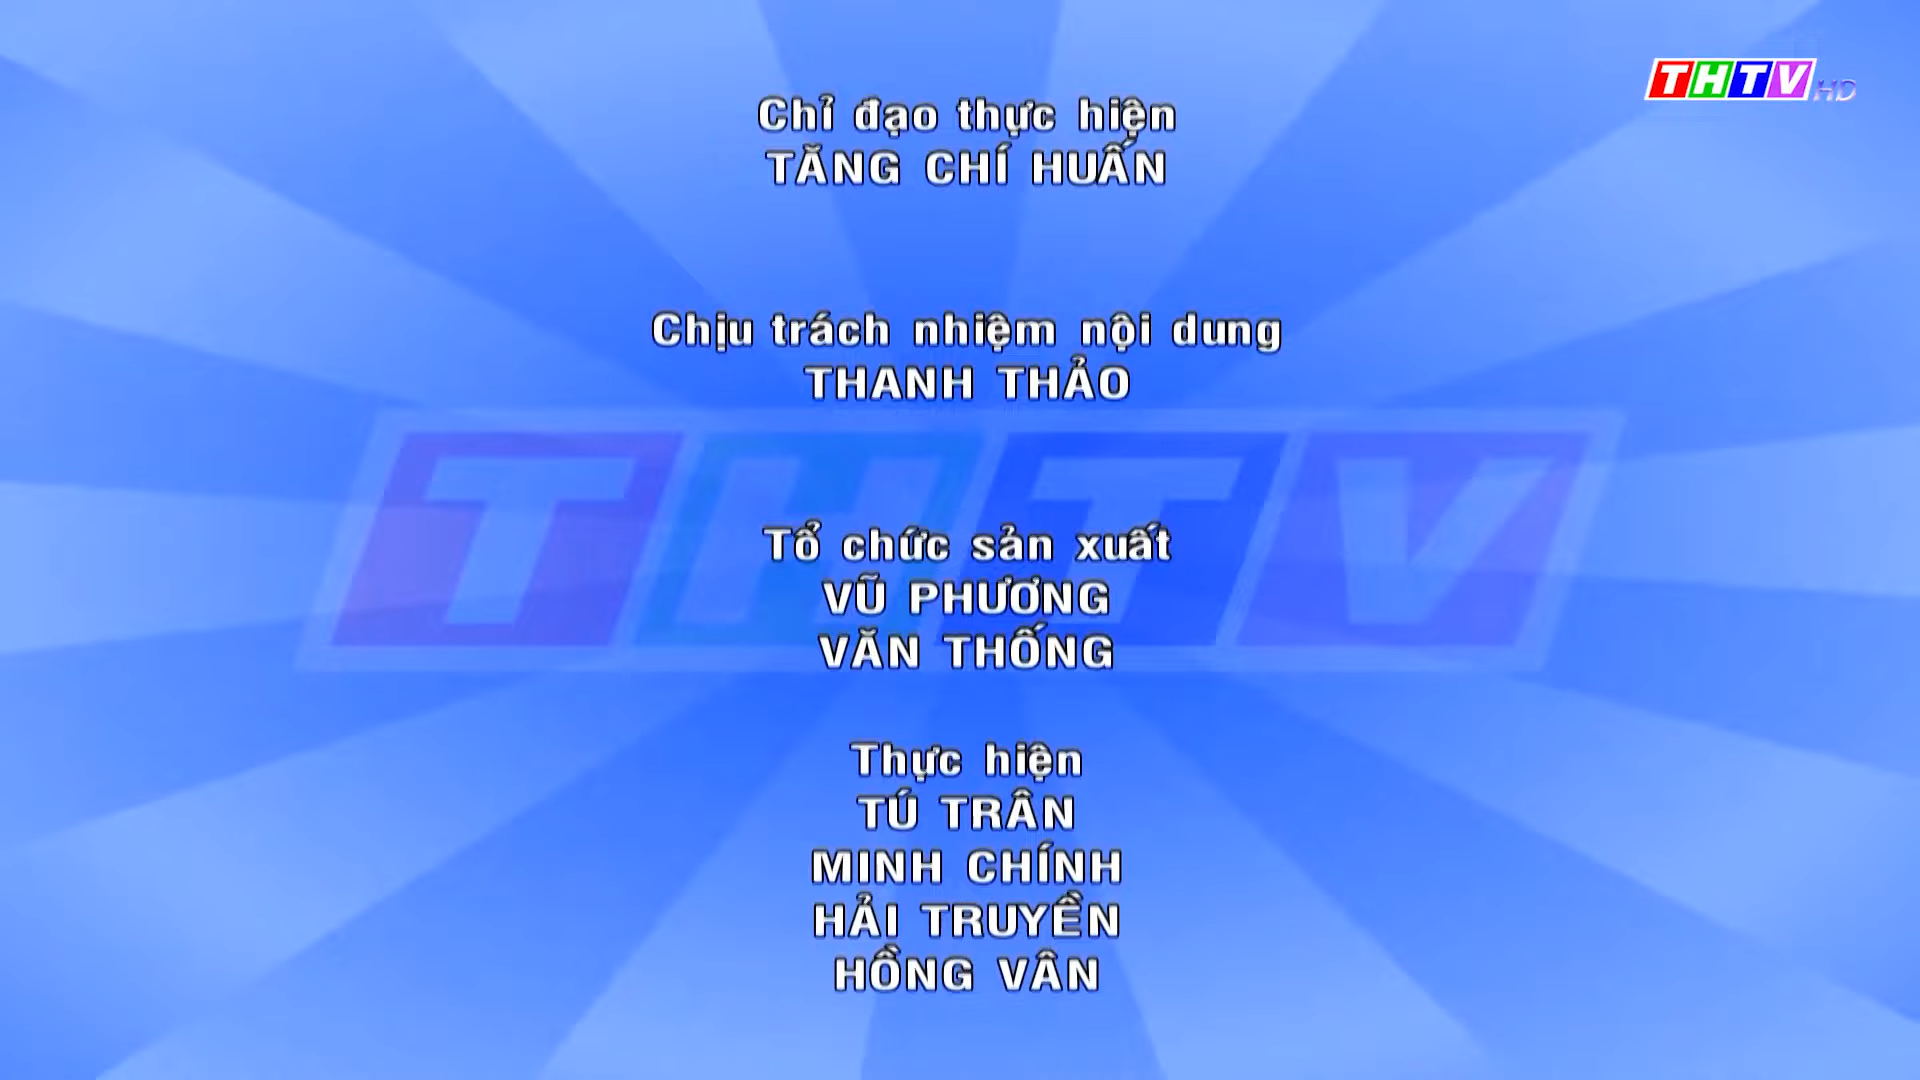 THTV HD
Chỉ đạo thực hiện
TĂNG CHÍ HUẤN
Chịu trách nhiệm nội dung
THANH THẢO
THTV
Tổ chức sản xuất
VŨ PHƯƠNG
VĂN THỐNG
Thực hiện
TÚ TRÂN
MINH CHÍNH
HẢI TRUYỀN
HỒNG VÂN